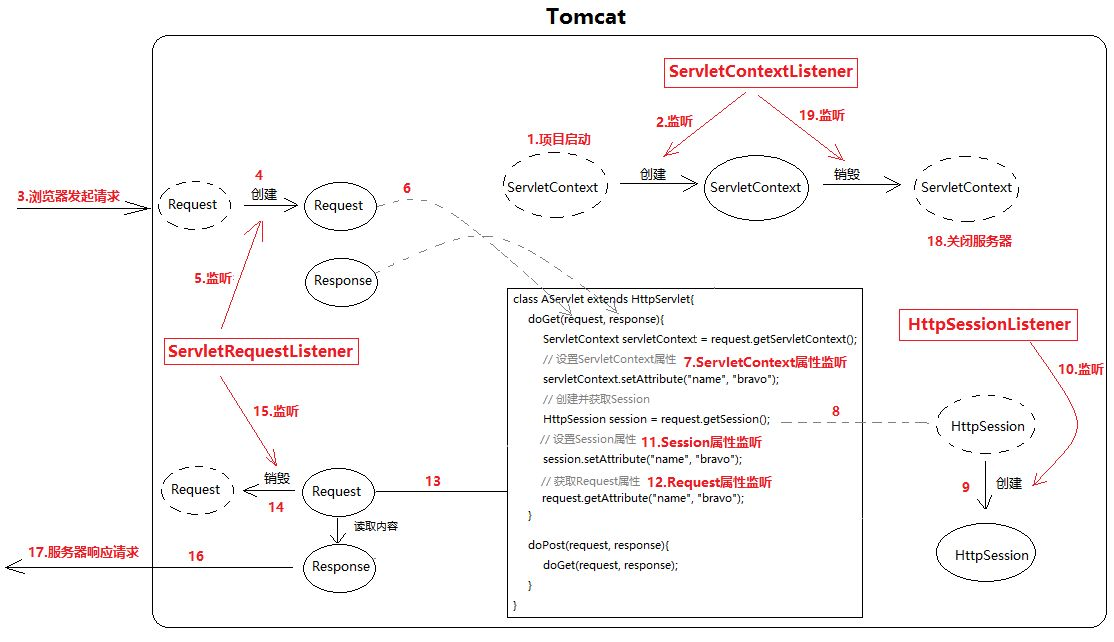 Tomcat
ServletContextListener
2.监听
19.监听
1.项目启动
ServletContext
创建
ServletContext
销毁
ServletContext
18.关闭服务器
3.浏览器发起请求
Request
4
创建
Request
6
5.监听
Response
ServletRequestListener
15.监听
class AServlet extends HttpServlet{
doGet(request, response){
ServletContext servletContext = request.getServletContext();
// 设置ServletContext属性 7.ServletContext属性监听
servletContext.setAttribute("name", "bravo");
// 创建并获取Session
HttpSession session = request.getSession();
// 设置Session属性 11.Session属性监听
session.setAttribute("name", "bravo");
// 获取Request属性 12.Request属性监听
request.getAttribute("name", "bravo");
}
doPost(request, response){
doGet(request, response);
}
}
HttpSessionListener
10.监听
8
HttpSession
9
创建
HttpSession
Request
销毁
14
Request
13
读取内容
17.服务器响应请求
16
Response